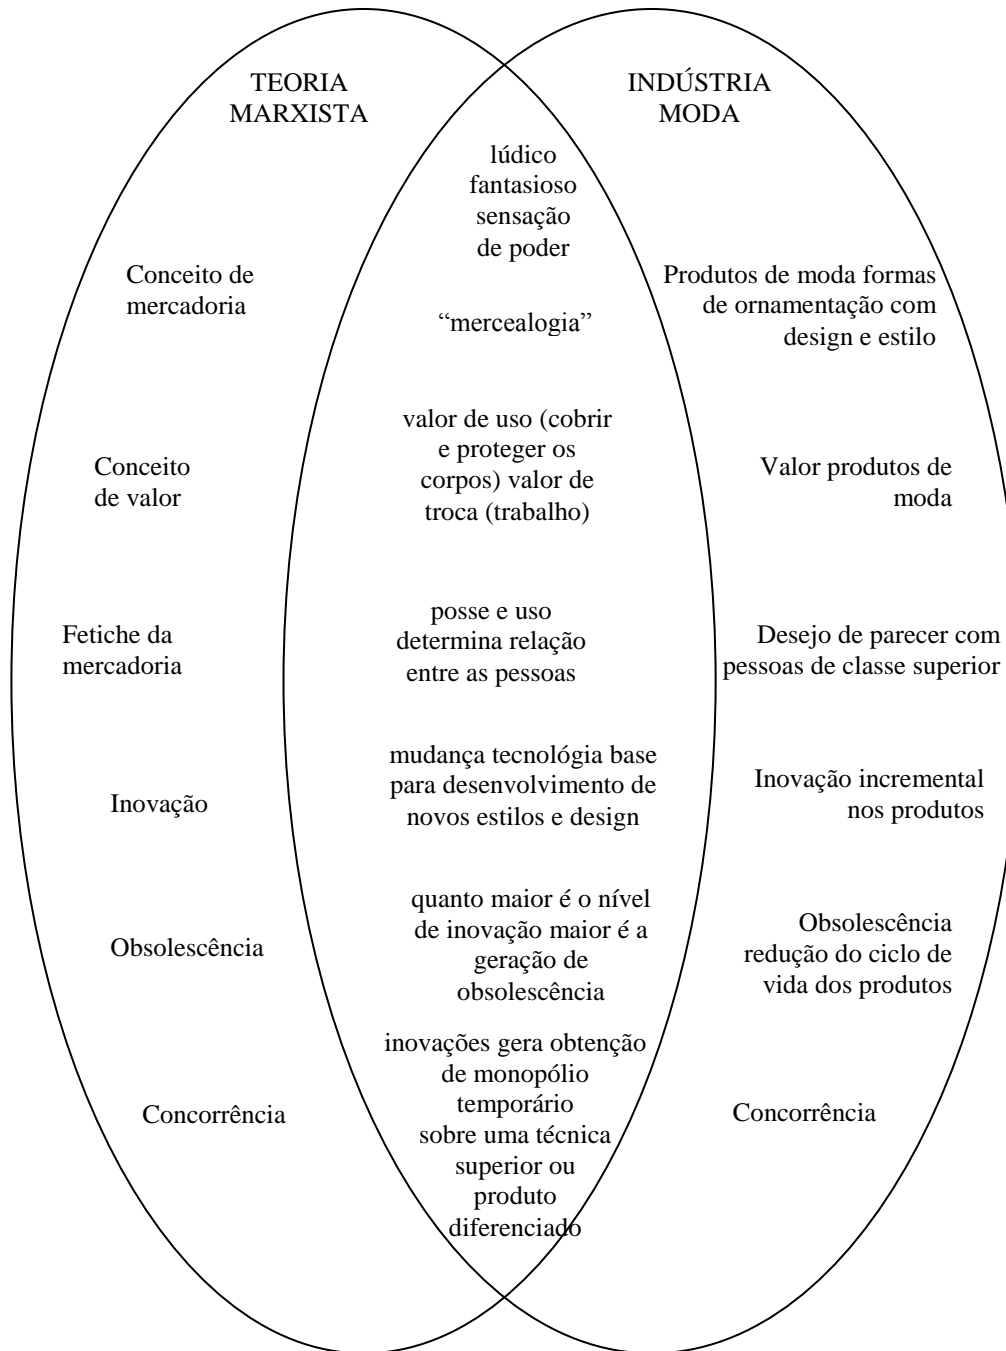 TEORIA
MARXISTA
INDÚSTRIA
MODA
lúdico
fantasioso
sensação
de poder
Conceito de
mercadoria
“mercealogia”
Produtos de moda formas
de ornamentação com
design e estilo
Conceito
de valor
valor de uso (cobrir
e proteger os
corpos) valor de
troca (trabalho)
Valor produtos de
moda
Fetiche da
mercadoria
posse e uso
determina relação
entre as pessoas
Desejo de parecer com
pessoas de classe superior
Inovação
mudança tecnológia base
para desenvolvimento de
novos estilos e design
Inovação incremental
nos produtos
Obsolescência
quanto maior é o nível
de inovação maior é a
geração de
obsolescência
Obsolescência
redução do ciclo de
vida dos produtos
Concorrência
inovações gera obtenção
de monopólio
temporário
sobre uma técnica
superior ou
produto
diferenciado
Concorrência